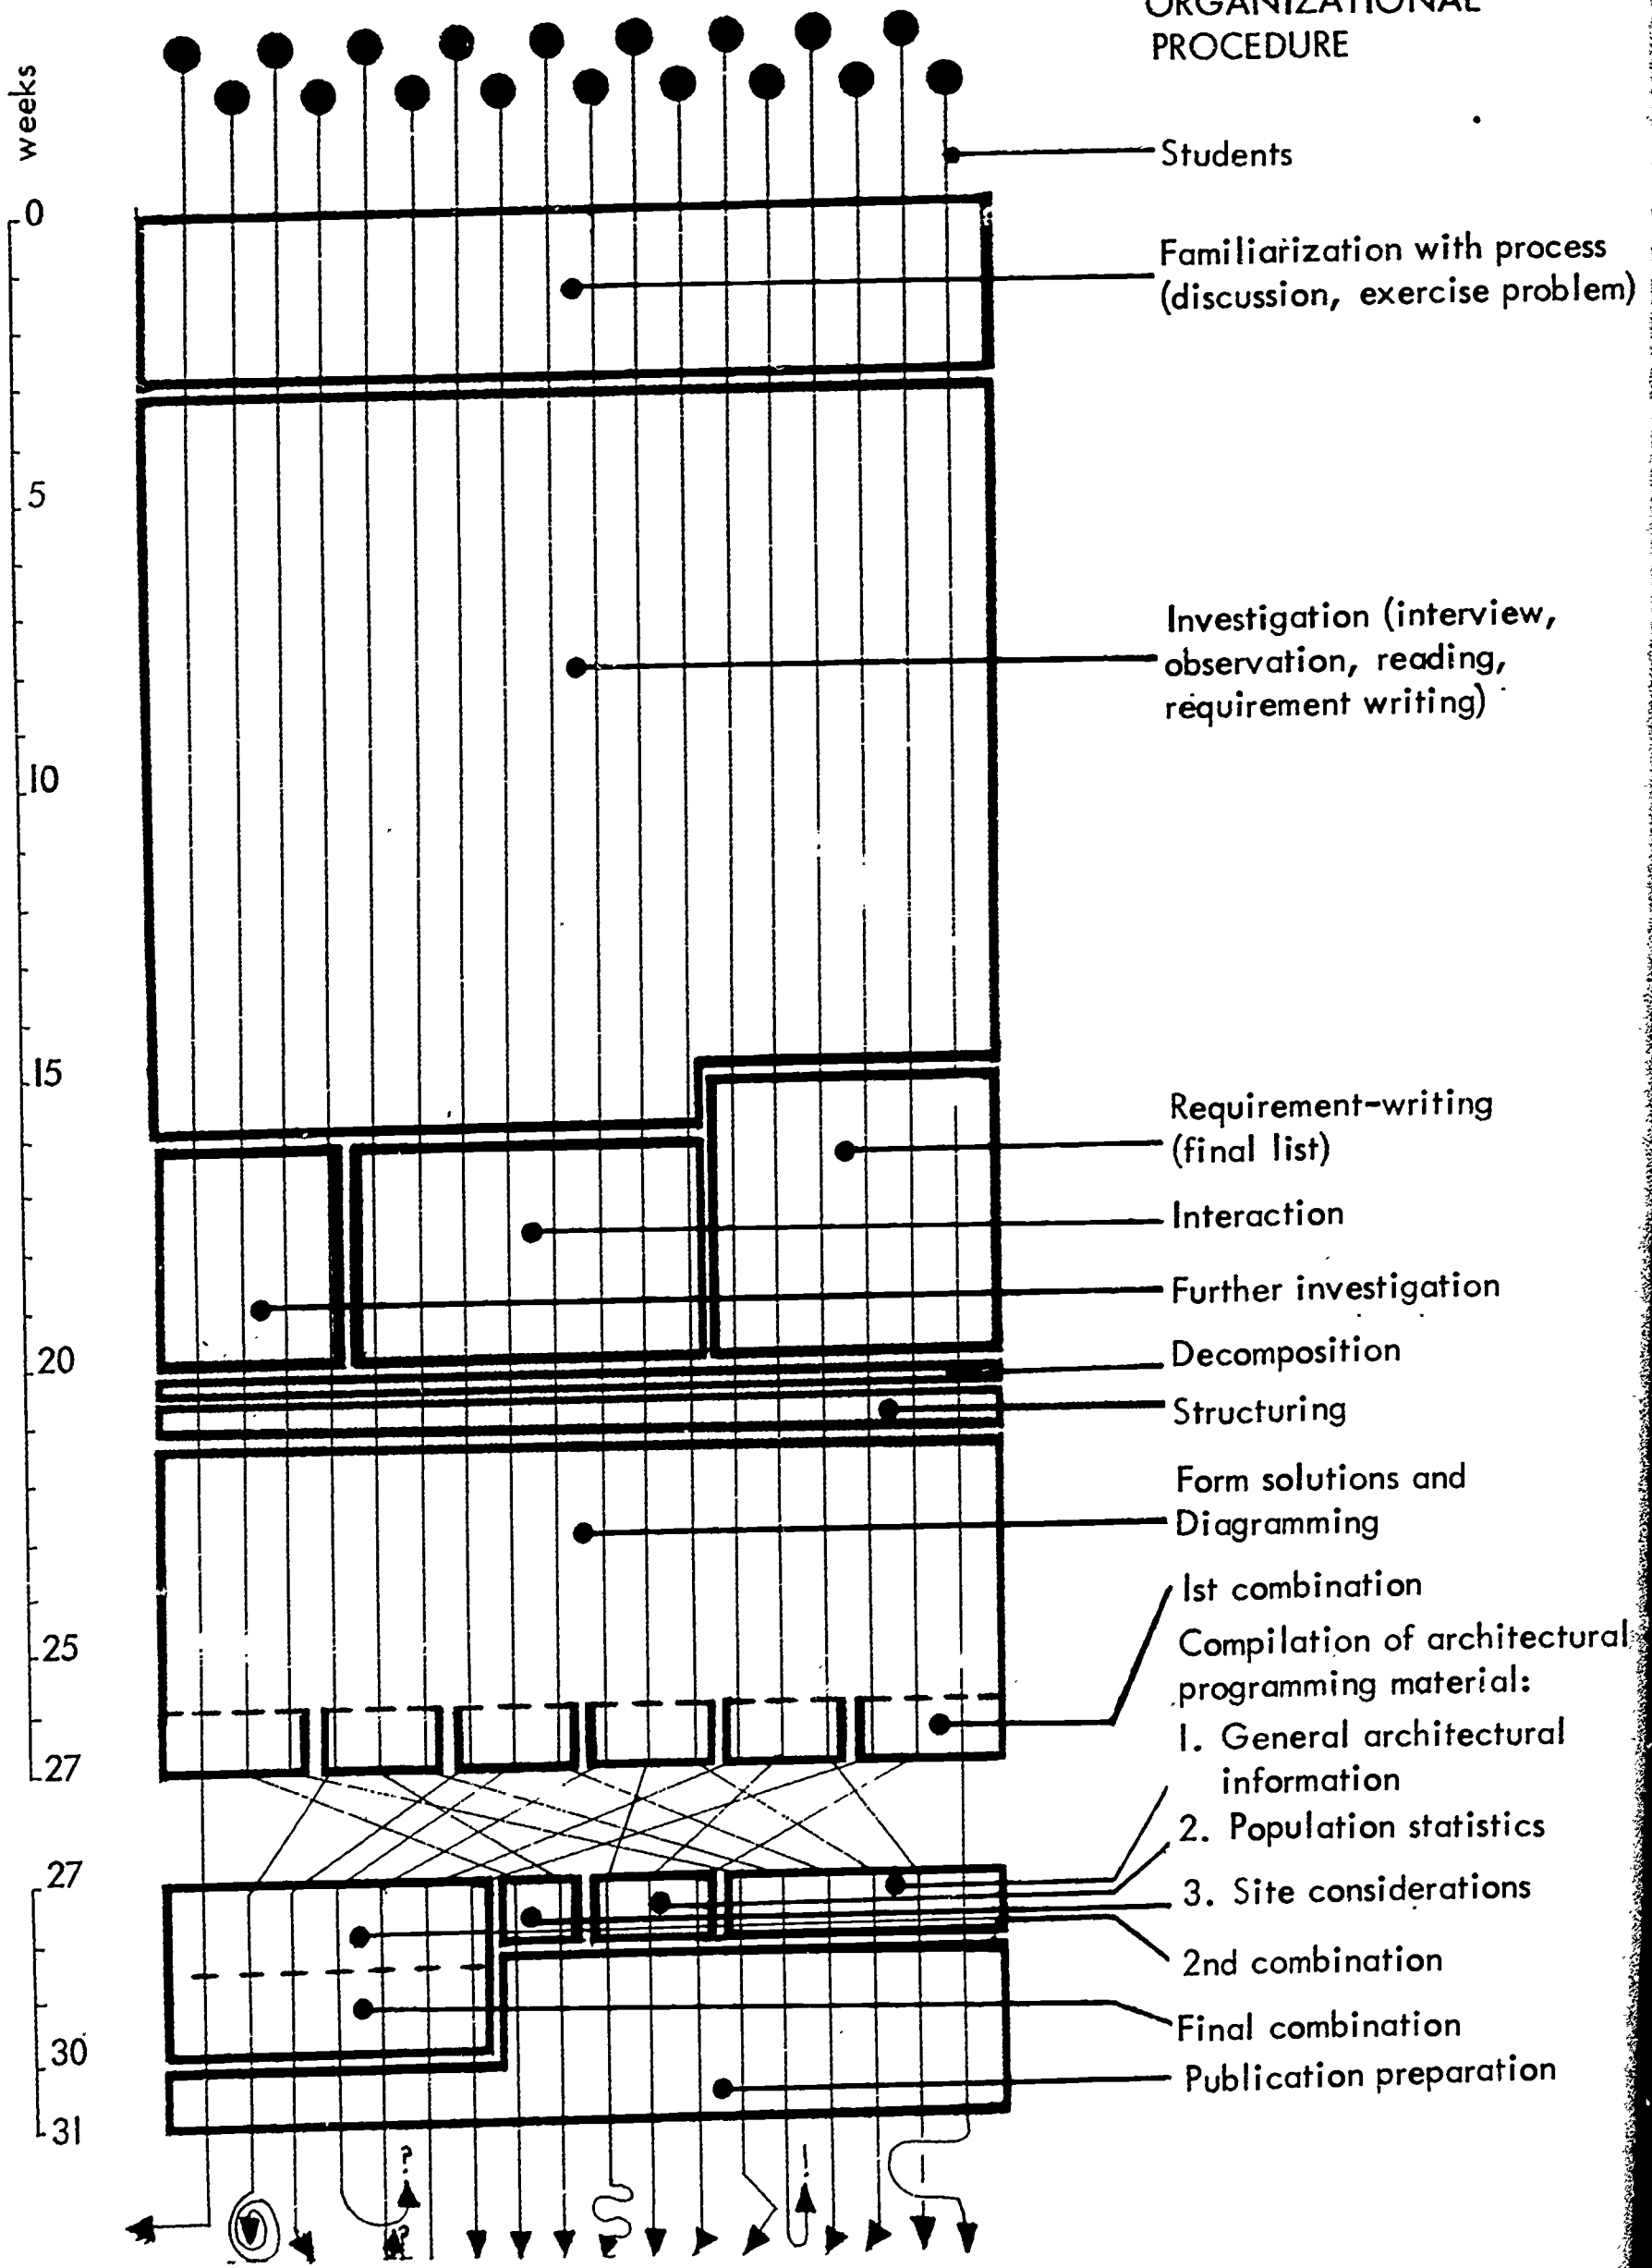 ORGANIZATIONAL
PROCEDURE
weeks
Students
0
Familiarization with process
(discussion, exercise problem)
5
Investigation (interview,
observation, reading,
requirement writing)
10
15
Requirement-writing
(final list)
Interaction
Further investigation
Decomposition
20
Structuring
Form solutions and
Diagramming
1st combination
25
Compilation of architectural
programming material:
1. General architectural
information
27
2. Population statistics
27
3. Site considerations
2nd combination
Final combination
30
Publication preparation
31
?
!
?